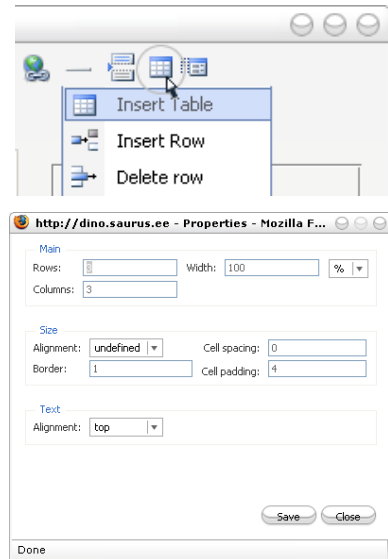 Insert Table
Insert Row
Delete row
http://dino.saurus.ee - Properties - Mozilla F...
Main
Rows: Width: 100 %
Columns: 3
Size
Alignment: undefined Cell spacing: 0
Border: 1 Cell padding: 4
Text
Alignment: top
Save Close
Done